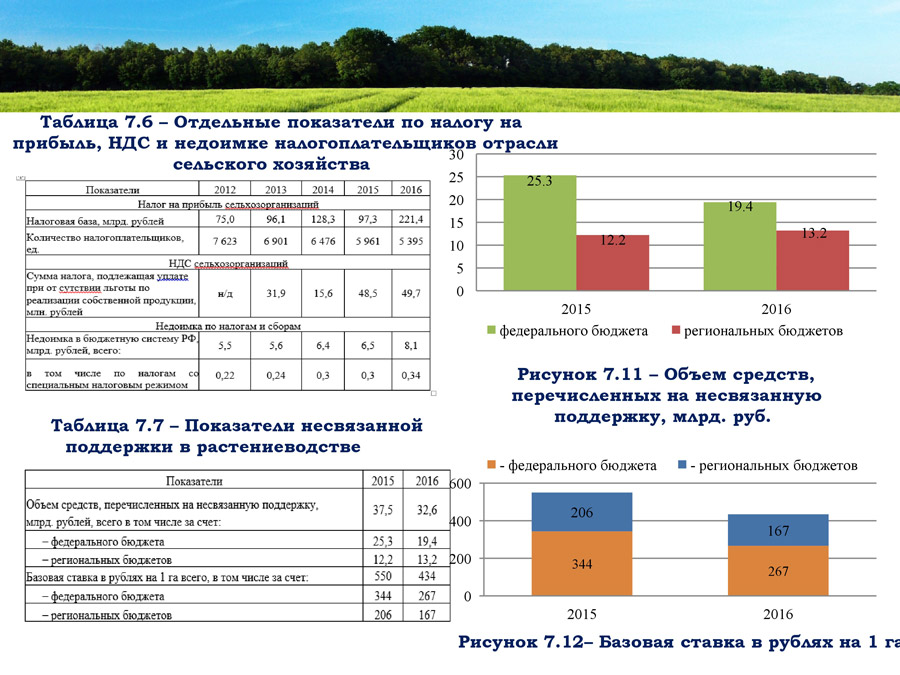 Таблица 7.6 – Отдельные показатели по налогу на
прибыль, НДС и недоимке налогоплательщиков отрасли
сельского хозяйства
Показатели 2012 2013 2014 2015 2016
Налог на прибыль сельхозорганизаций
Налоговая база, млрд. рублей 75,0 96,1 128,3 97,3 221,4
Количество налогоплательщиков,
ед. 7 623 6 901 6 476 5 961 5 395
НДС сельхозорганизаций
Сумма налога, подлежащая уплате
при от сутствии льготы по
реализации собственной продукции,
млн. рублей н/д 31,9 15,6 48,5 49,7
Недоимка по налогам и сборам
Недоимка в бюджетную систему РФ,
млрд. рублей, всего: 5,5 5,6 6,4 6,5 8,1
в том числе по налогам со
специальным налоговым режимом 0,22 0,24 0,3 0,3 0,34
Таблица 7.7 – Показатели несвязанной
поддержки в растениеводстве
Показатели 2015 2016
Объем средств, перечисленных на несвязанную поддержку,
млрд. рублей, всего в том числе за счет: 37,5 32,6
– федерального бюджета 25,3 19,4
– региональных бюджетов 12,2 13,2
Базовая ставка в рублях на 1 га всего, в том числе за счет: 550 434
– федерального бюджета 344 267
– региональных бюджетов 206 167
30
25
20
15
10
5
0
25.3
12.2
19.4
13.2
2015 2016
федерального бюджета региональных бюджетов
Рисунок 7.11 – Объем средств,
перечисленных на несвязанную
поддержку, млрд. руб.
- федерального бюджета - региональных бюджетов
600
400
200
0
206
344
167
267
2015 2016
Рисунок 7.12– Базовая ставка в рублях на 1 га